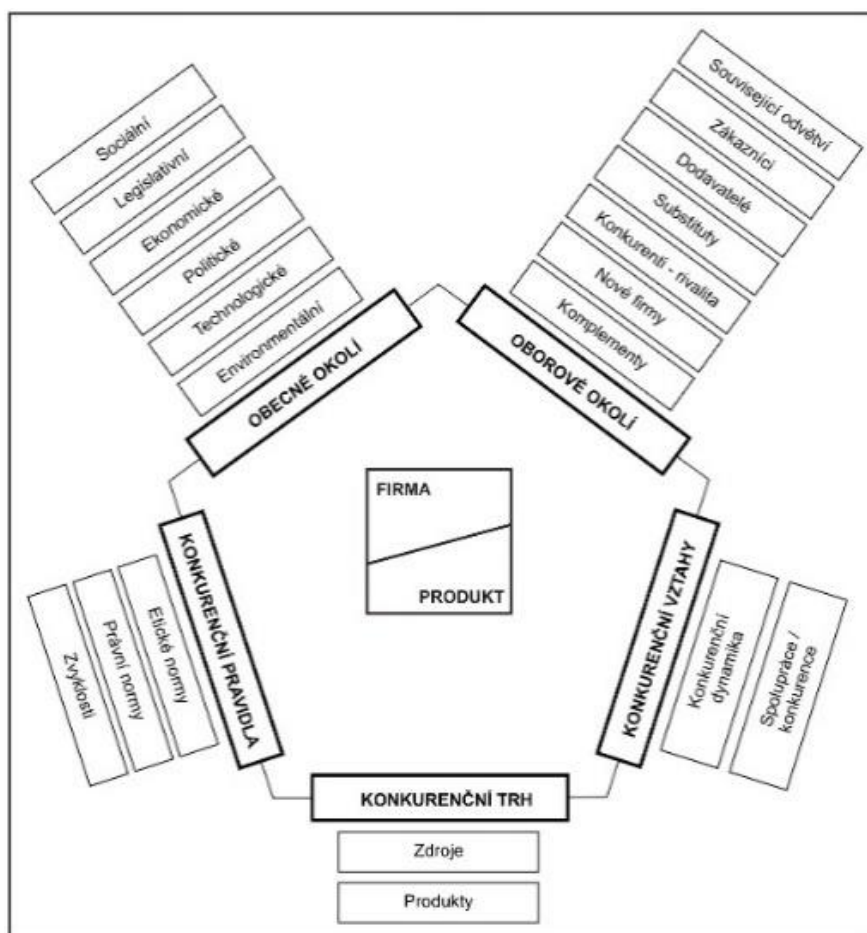 Sociální
Legislativní
Ekonomické
Politické
Technologické
Environmentální
OBECNÉ OKOLÍ
Související odvětví
Zákazníci
Dodavatelé
Substituty
Konkurenti - rivalita
Nové firmy
Komplementy
OBOROVÉ OKOLÍ
FIRMA
PRODUKT
Zvyklosti
Právní normy
Etické normy
KONKURENČNÍ PRAVIDLA
KONKURENČNÍ VZTAHY
Konkurenční
dynamika
Spolupráce /
konkurence
KONKURENČNÍ TRH
Zdroje
Produkty